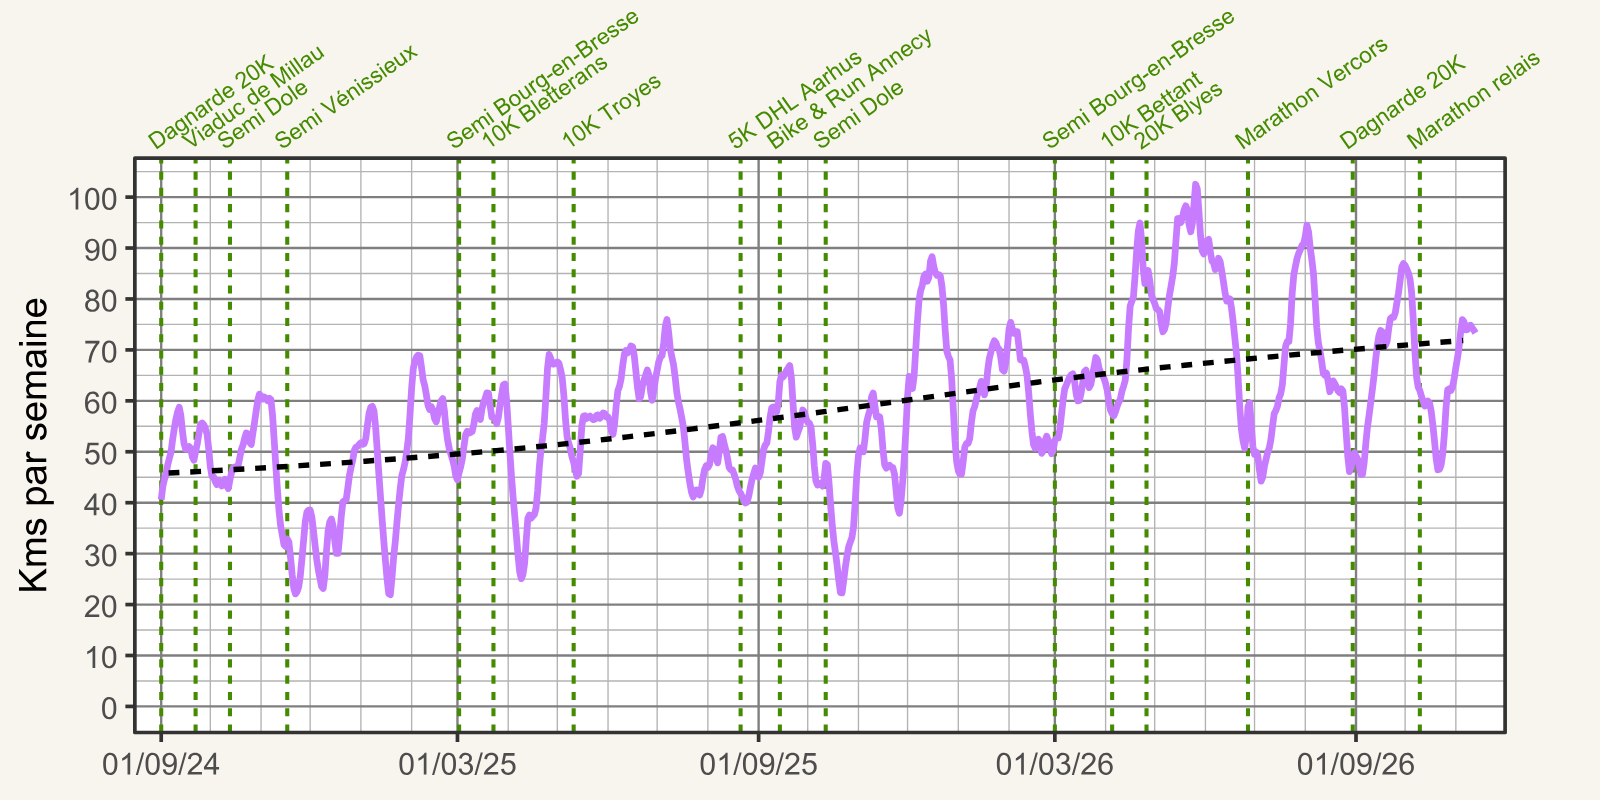 Dagnarde 20K
Viaduc de Millau
Semi Dole
Semi Vénissieux
Semi Bourg-en-Bresse
10K Bletterans
10K Troyes
5K DHL Aarhus
Bike & Run Annecy
Semi Dole
Semi Bourg-en-Bresse
10K Bettant
20K Blyes
Marathon Vercors
Dagnarde 20K
Marathon relais
Kms par semaine
100
90
80
70
60
50
40
30
20
10
0
01/09/24
01/03/25
01/09/25
01/03/26
01/09/26